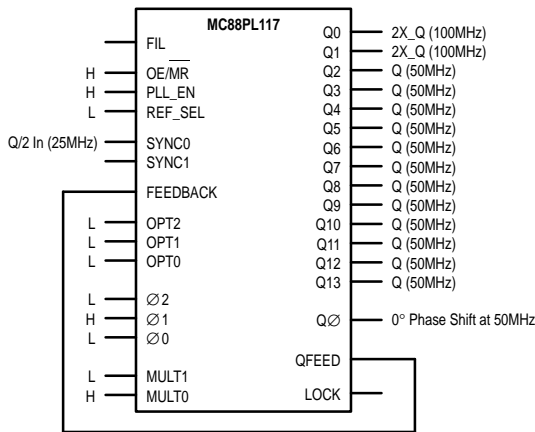 MC88PL117
FIL
H OE/MR
H PLL_EN
L REF_SEL
Q/2 In (25MHz) SYNC0
SYNC1
FEEDBACK
L OPT2
L OPT1
L OPT0
L ∅2
H ∅1
L ∅0
L MULT1
H MULT0
Q0 2X_Q (100MHz)
Q1 2X_Q (100MHz)
Q2 Q (50MHz)
Q3 Q (50MHz)
Q4 Q (50MHz)
Q5 Q (50MHz)
Q6 Q (50MHz)
Q7 Q (50MHz)
Q8 Q (50MHz)
Q9 Q (50MHz)
Q10 Q (50MHz)
Q11 Q (50MHz)
Q12 Q (50MHz)
Q13 Q (50MHz)
Q∅ 0° Phase Shift at 50MHz
QFEED
LOCK